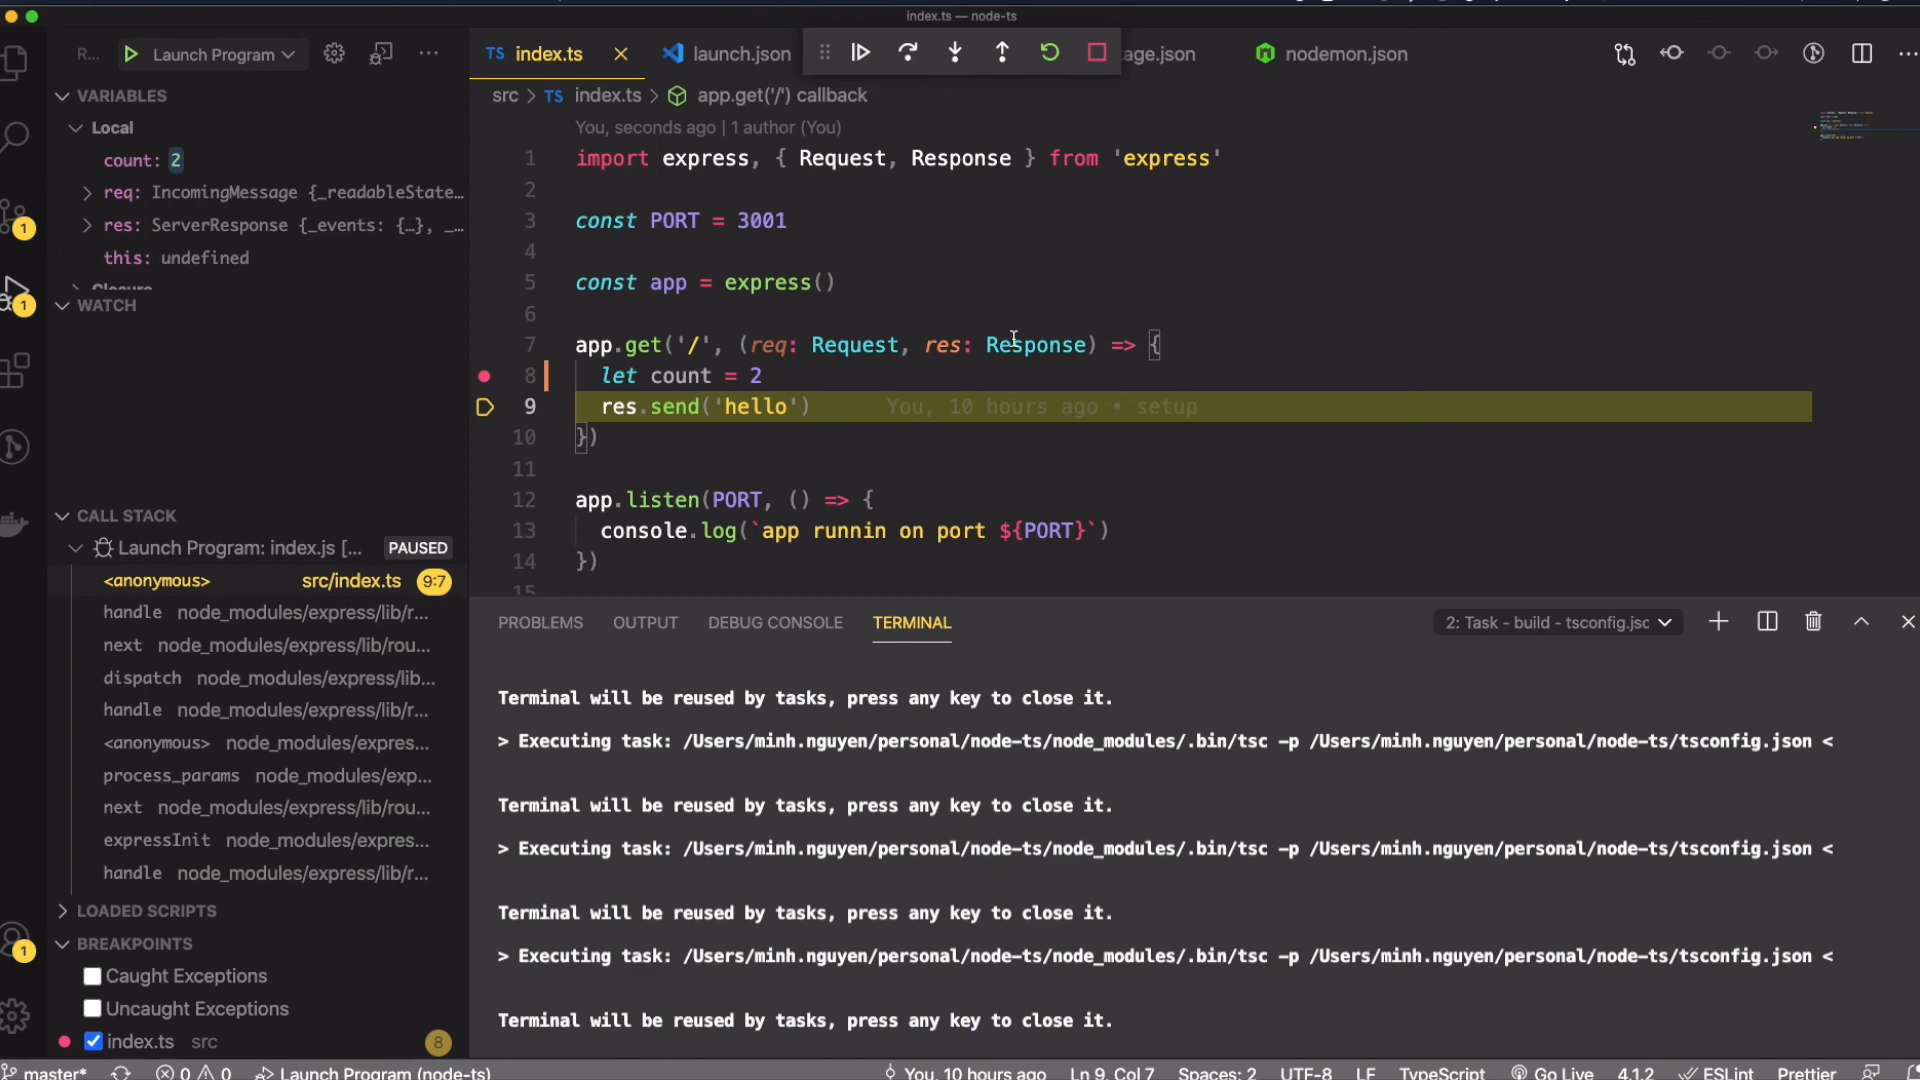 index.ts — node-ts
R...
Launch Program
TS index.ts
launch.json
age.json
nodemon.json
VARIABLES
Local
count: 2
req: IncomingMessage {_readableState…
res: ServerResponse {_events: {…}, _…
this: undefined
Closure
WATCH
CALL STACK
Launch Program: index.js [... PAUSED
<anonymous> src/index.ts 9:7
handle node_modules/express/lib/r...
next node_modules/express/lib/rou...
dispatch node_modules/express/lib...
handle node_modules/express/lib/r...
<anonymous> node_modules/expres...
process_params node_modules/exp...
next node_modules/express/lib/rou...
expressInit node_modules/expres...
handle node_modules/express/lib/r...
LOADED SCRIPTS
BREAKPOINTS
Caught Exceptions
Uncaught Exceptions
index.ts src 8
1
1
1
src > TS index.ts > app.get('/') callback
You, seconds ago | 1 author (You)
1 import express, { Request, Response } from 'express'
2
3 const PORT = 3001
4
5 const app = express()
6
7 app.get('/', (req: Request, res: Response) => {
8 let count = 2
9 res.send('hello') You, 10 hours ago • setup
10 })
11
12 app.listen(PORT, () => {
13 console.log(`app runnin on port ${PORT}`)
14 })
15
PROBLEMS OUTPUT DEBUG CONSOLE TERMINAL
2: Task - build - tsconfig.jsc
Terminal will be reused by tasks, press any key to close it.
> Executing task: /Users/minh.nguyen/personal/node-ts/node_modules/.bin/tsc -p /Users/minh.nguyen/personal/node-ts/tsconfig.json <
Terminal will be reused by tasks, press any key to close it.
> Executing task: /Users/minh.nguyen/personal/node-ts/node_modules/.bin/tsc -p /Users/minh.nguyen/personal/node-ts/tsconfig.json <
Terminal will be reused by tasks, press any key to close it.
> Executing task: /Users/minh.nguyen/personal/node-ts/node_modules/.bin/tsc -p /Users/minh.nguyen/personal/node-ts/tsconfig.json <
Terminal will be reused by tasks, press any key to close it.
master* 0 0 Launch Program (node-ts) You, 10 hours ago Ln 9, Col 7 Spaces: 2 UTF-8 LF TypeScript Go Live 4.1.2 ESLint Prettier